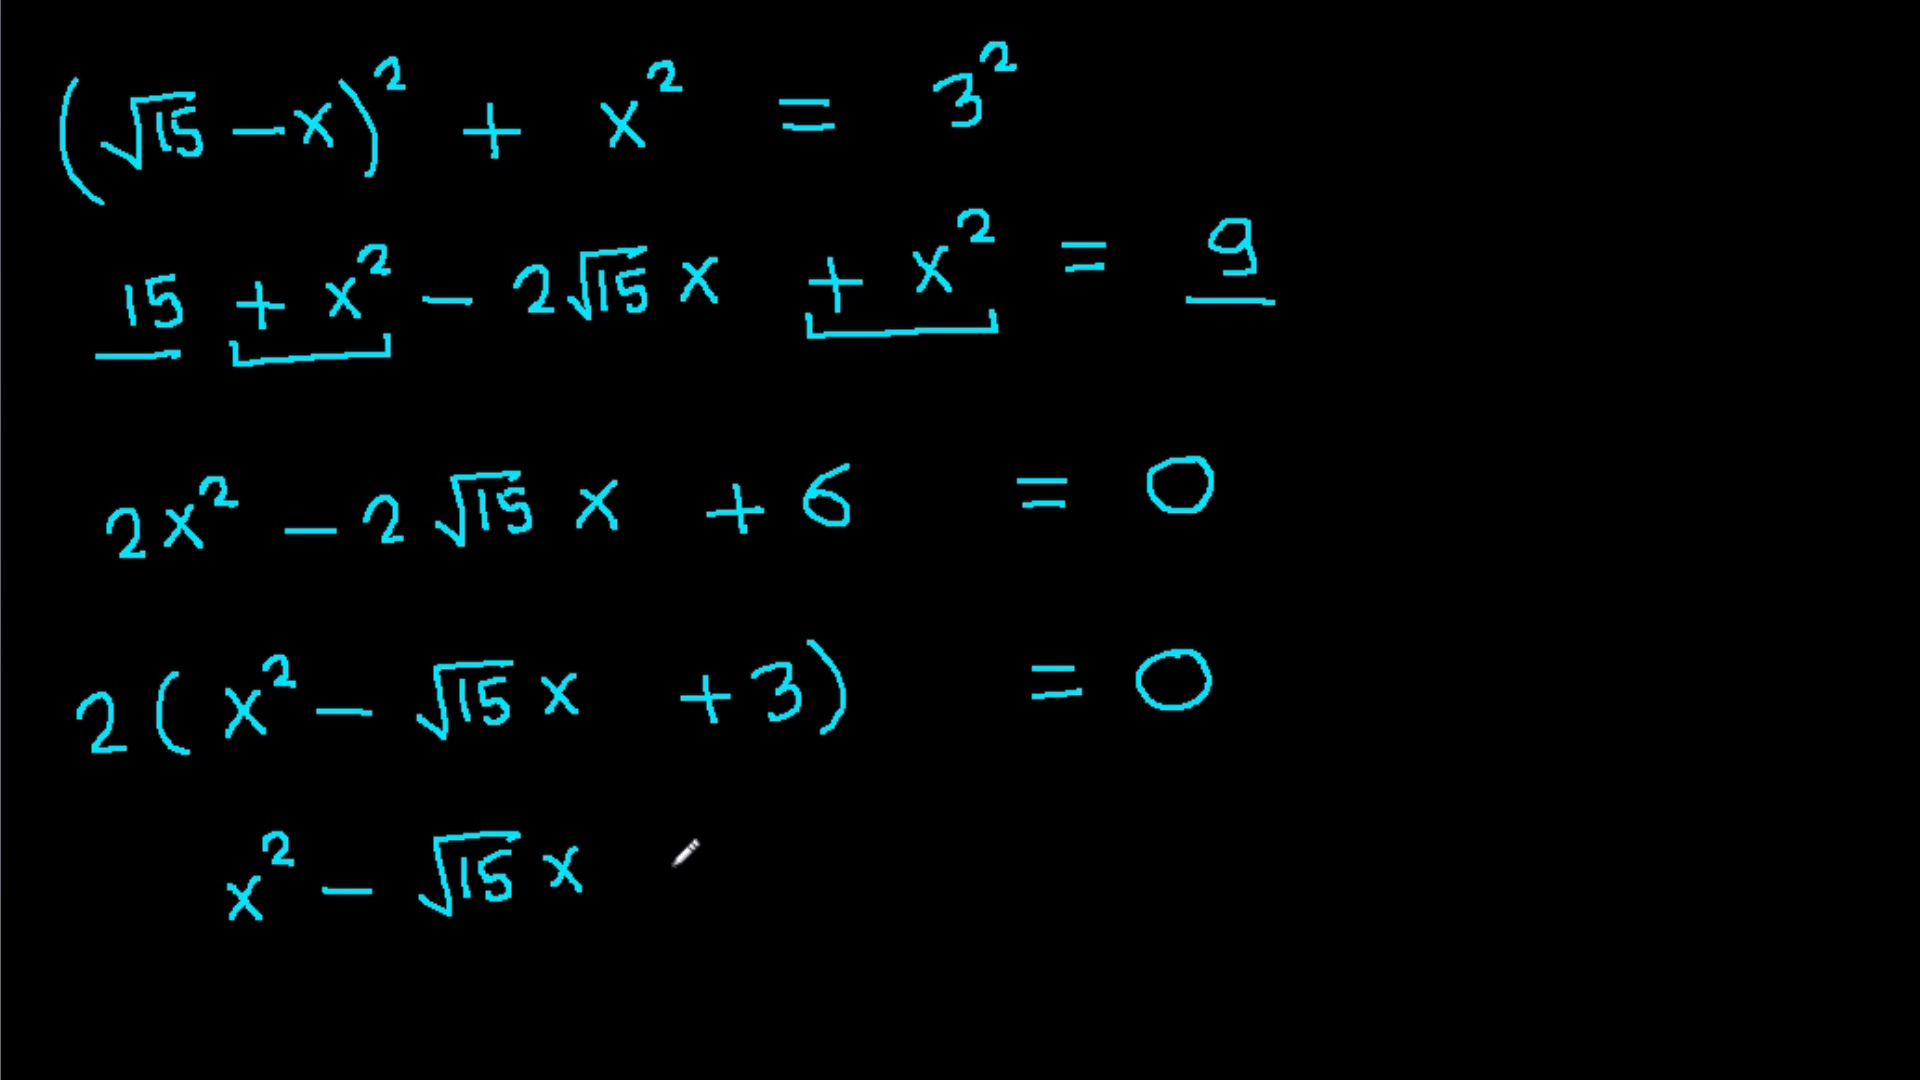 (√15 − x)² + x² = 3²
15 + x² − 2√15 x + x² = 9
2x² − 2√15 x + 6 = 0
2(x² − √15 x + 3) = 0
x² − √15 x